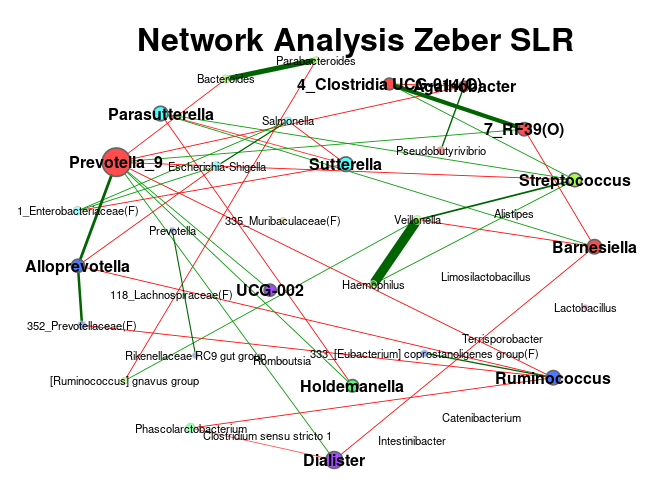 Network Analysis Zeber SLR
Parabacteroides
Bacteroides
4_Clostridia UCG-014(O)
Agathobacter
Parasutterella
Salmonella
7_RF39(O)
Pseudobutyrivibrio
Prevotella_9
Escherichia-Shigella
Sutterella
Streptococcus
1_Enterobacteriaceae(F)
335_Muribaculaceae(F)
Veillonella
Alistipes
Prevotella
Barnesiella
Alloprevotella
Limosilactobacillus
Haemophilus
UCG-002
118_Lachnospiraceae(F)
Lactobacillus
352_Prevotellaceae(F)
Terrisporobacter
Rikenellaceae RC9 gut group
Romboutsia
333_[Eubacterium] coprostanoligenes group(F)
[Ruminococcus] gnavus group
Holdemanella
Ruminococcus
Catenibacterium
Phascolarctobacterium
Clostridium sensu stricto 1
Intestinibacter
Dialister